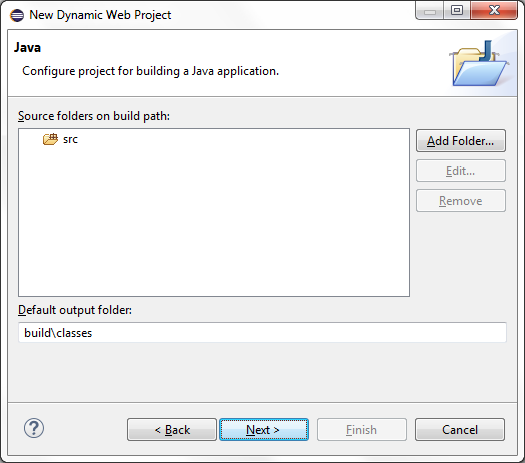 New Dynamic Web Project
Java
Configure project for building a Java application.
Source folders on build path:
src
Add Folder...
Edit...
Remove
Default output folder:
build\classes
? < Back Next > Finish Cancel